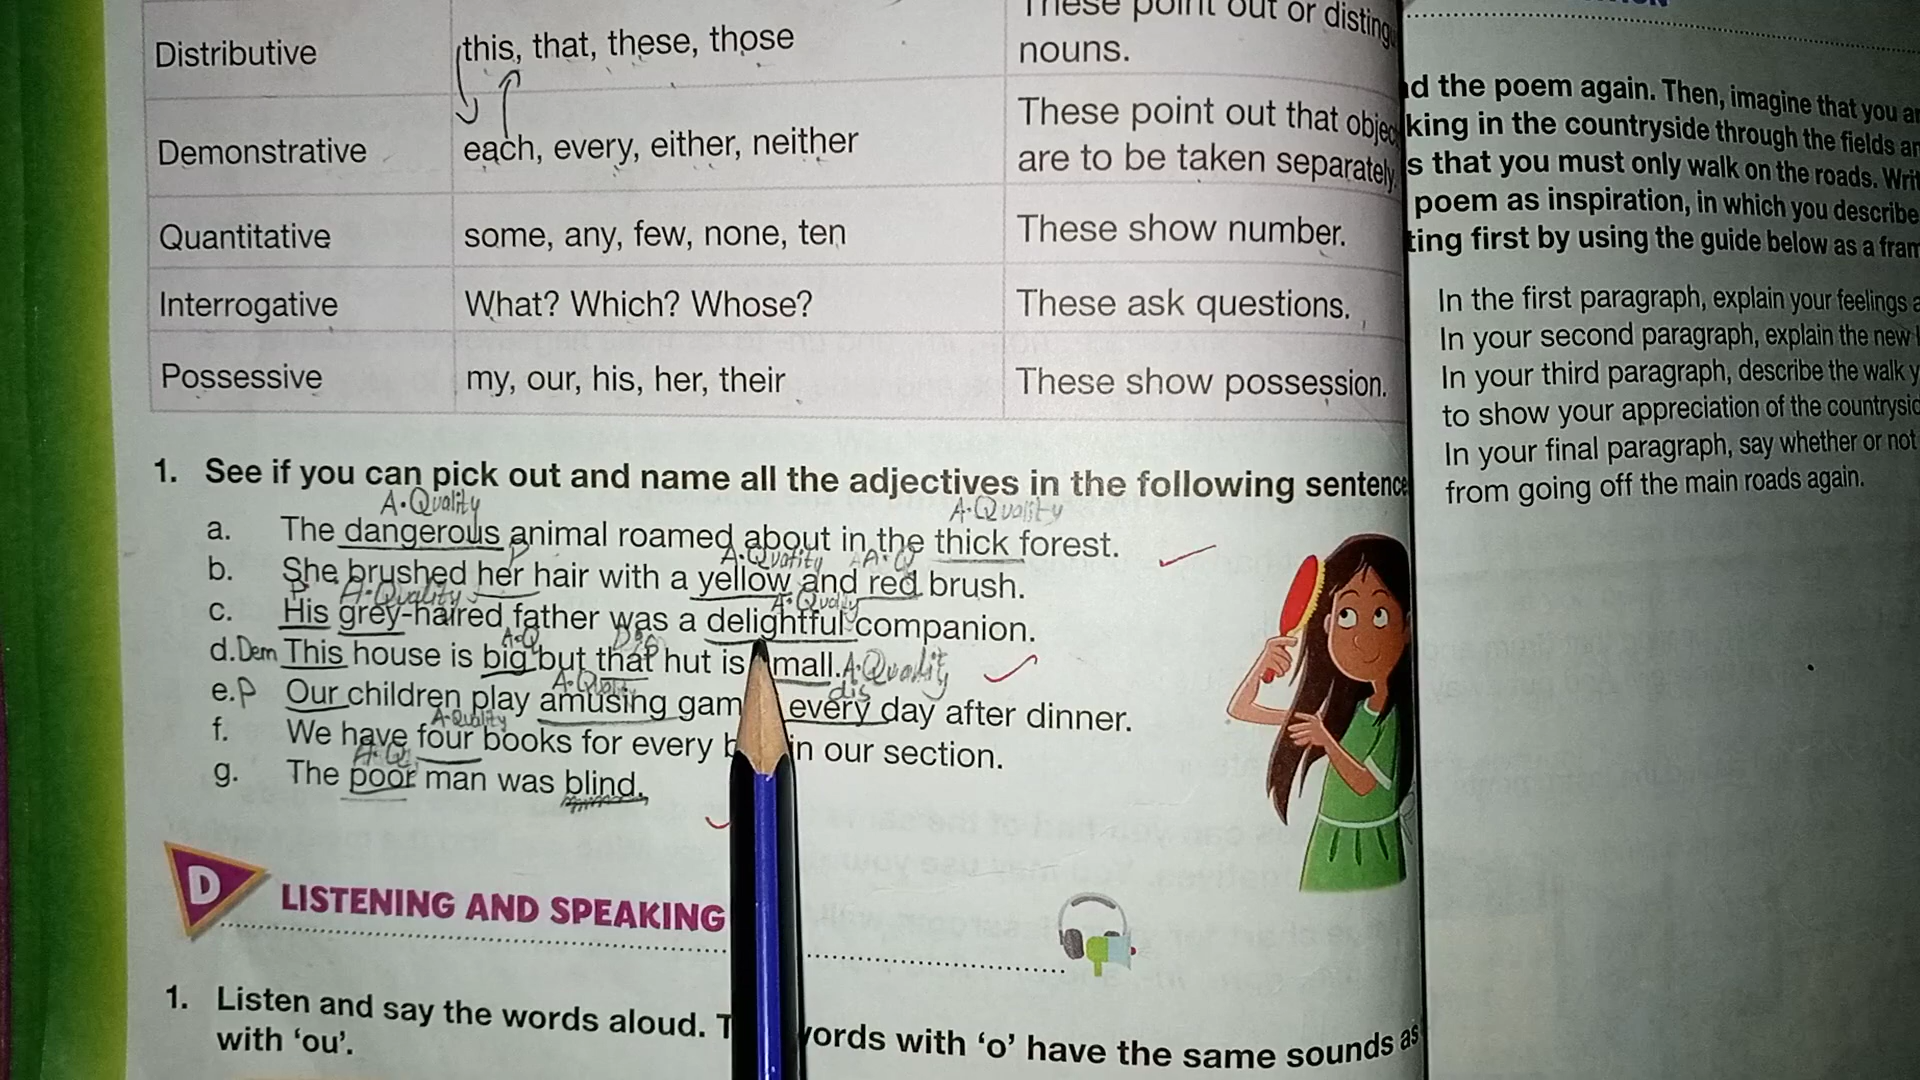 These point out or disting
Distributive this, that, these, those nouns.
Demonstrative each, every, either, neither These point out that objec
are to be taken separately.
Quantitative some, any, few, none, ten These show number.
Interrogative What? Which? Whose? These ask questions.
Possessive my, our, his, her, their These show possession.
1. See if you can pick out and name all the adjectives in the following sentence
A.Quality A.Quality
a. The dangerous animal roamed about in the thick forest.
P A.Quality A.Q
b. She brushed her hair with a yellow and red brush.
P A.Quality A.Quality
c. His grey-haired father was a delightful companion.
A.Q
d. Dem This house is big but that hut is mall. A.Quality
A.Quality dis
e. P Our children play amusing gam every day after dinner.
A.Quality
f. We have four books for every b in our section.
A.Q
g. The poor man was blind.
D LISTENING AND SPEAKING
1. Listen and say the words aloud. T ords with ‘o’ have the same sounds as
with ‘ou’.
d the poem again. Then, imagine that you ar
king in the countryside through the fields an
s that you must only walk on the roads. Writ
poem as inspiration, in which you describe
ting first by using the guide below as a fram
In the first paragraph, explain your feelings a
In your second paragraph, explain the new l
In your third paragraph, describe the walk y
to show your appreciation of the countrysid
In your final paragraph, say whether or not
from going off the main roads again.